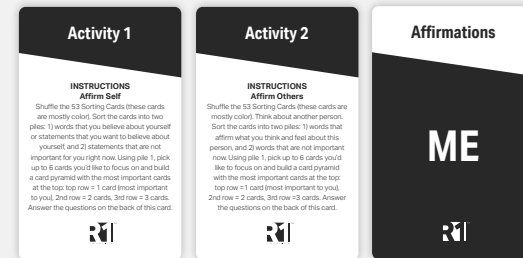 Activity 1
INSTRUCTIONS
Affirm Self
Shuffle the 53 Sorting Cards (these cards
are mostly color). Sort the cards into two
piles: 1) words that you believe about yourself
or statements that you want to believe about
yourself, and 2) statements that are not
important for you right now. Using pile 1, pick
up to 6 cards you'd like to focus on and build
a card pyramid with the most important cards
at the top: top row = 1 card (most important
to you), 2nd row = 2 cards, 3rd row = 3 cards.
Answer the questions on the back of this card.
R1
Activity 2
INSTRUCTIONS
Affirm Others
Shuffle the 53 Sorting Cards (these cards are
mostly color). Think about another person.
Sort the cards into two piles: 1) words that
affirm what you think and feel about this
person, and 2) words that are not important
now. Using pile 1, pick up to 6 cards you'd
like to focus on and build a card pyramid
with the most important cards at the top:
top row =1 card (most important to you),
2nd row = 2 cards, 3rd row =3 cards. Answer
the questions on the back of this card.
R1
Affirmations
ME
R1